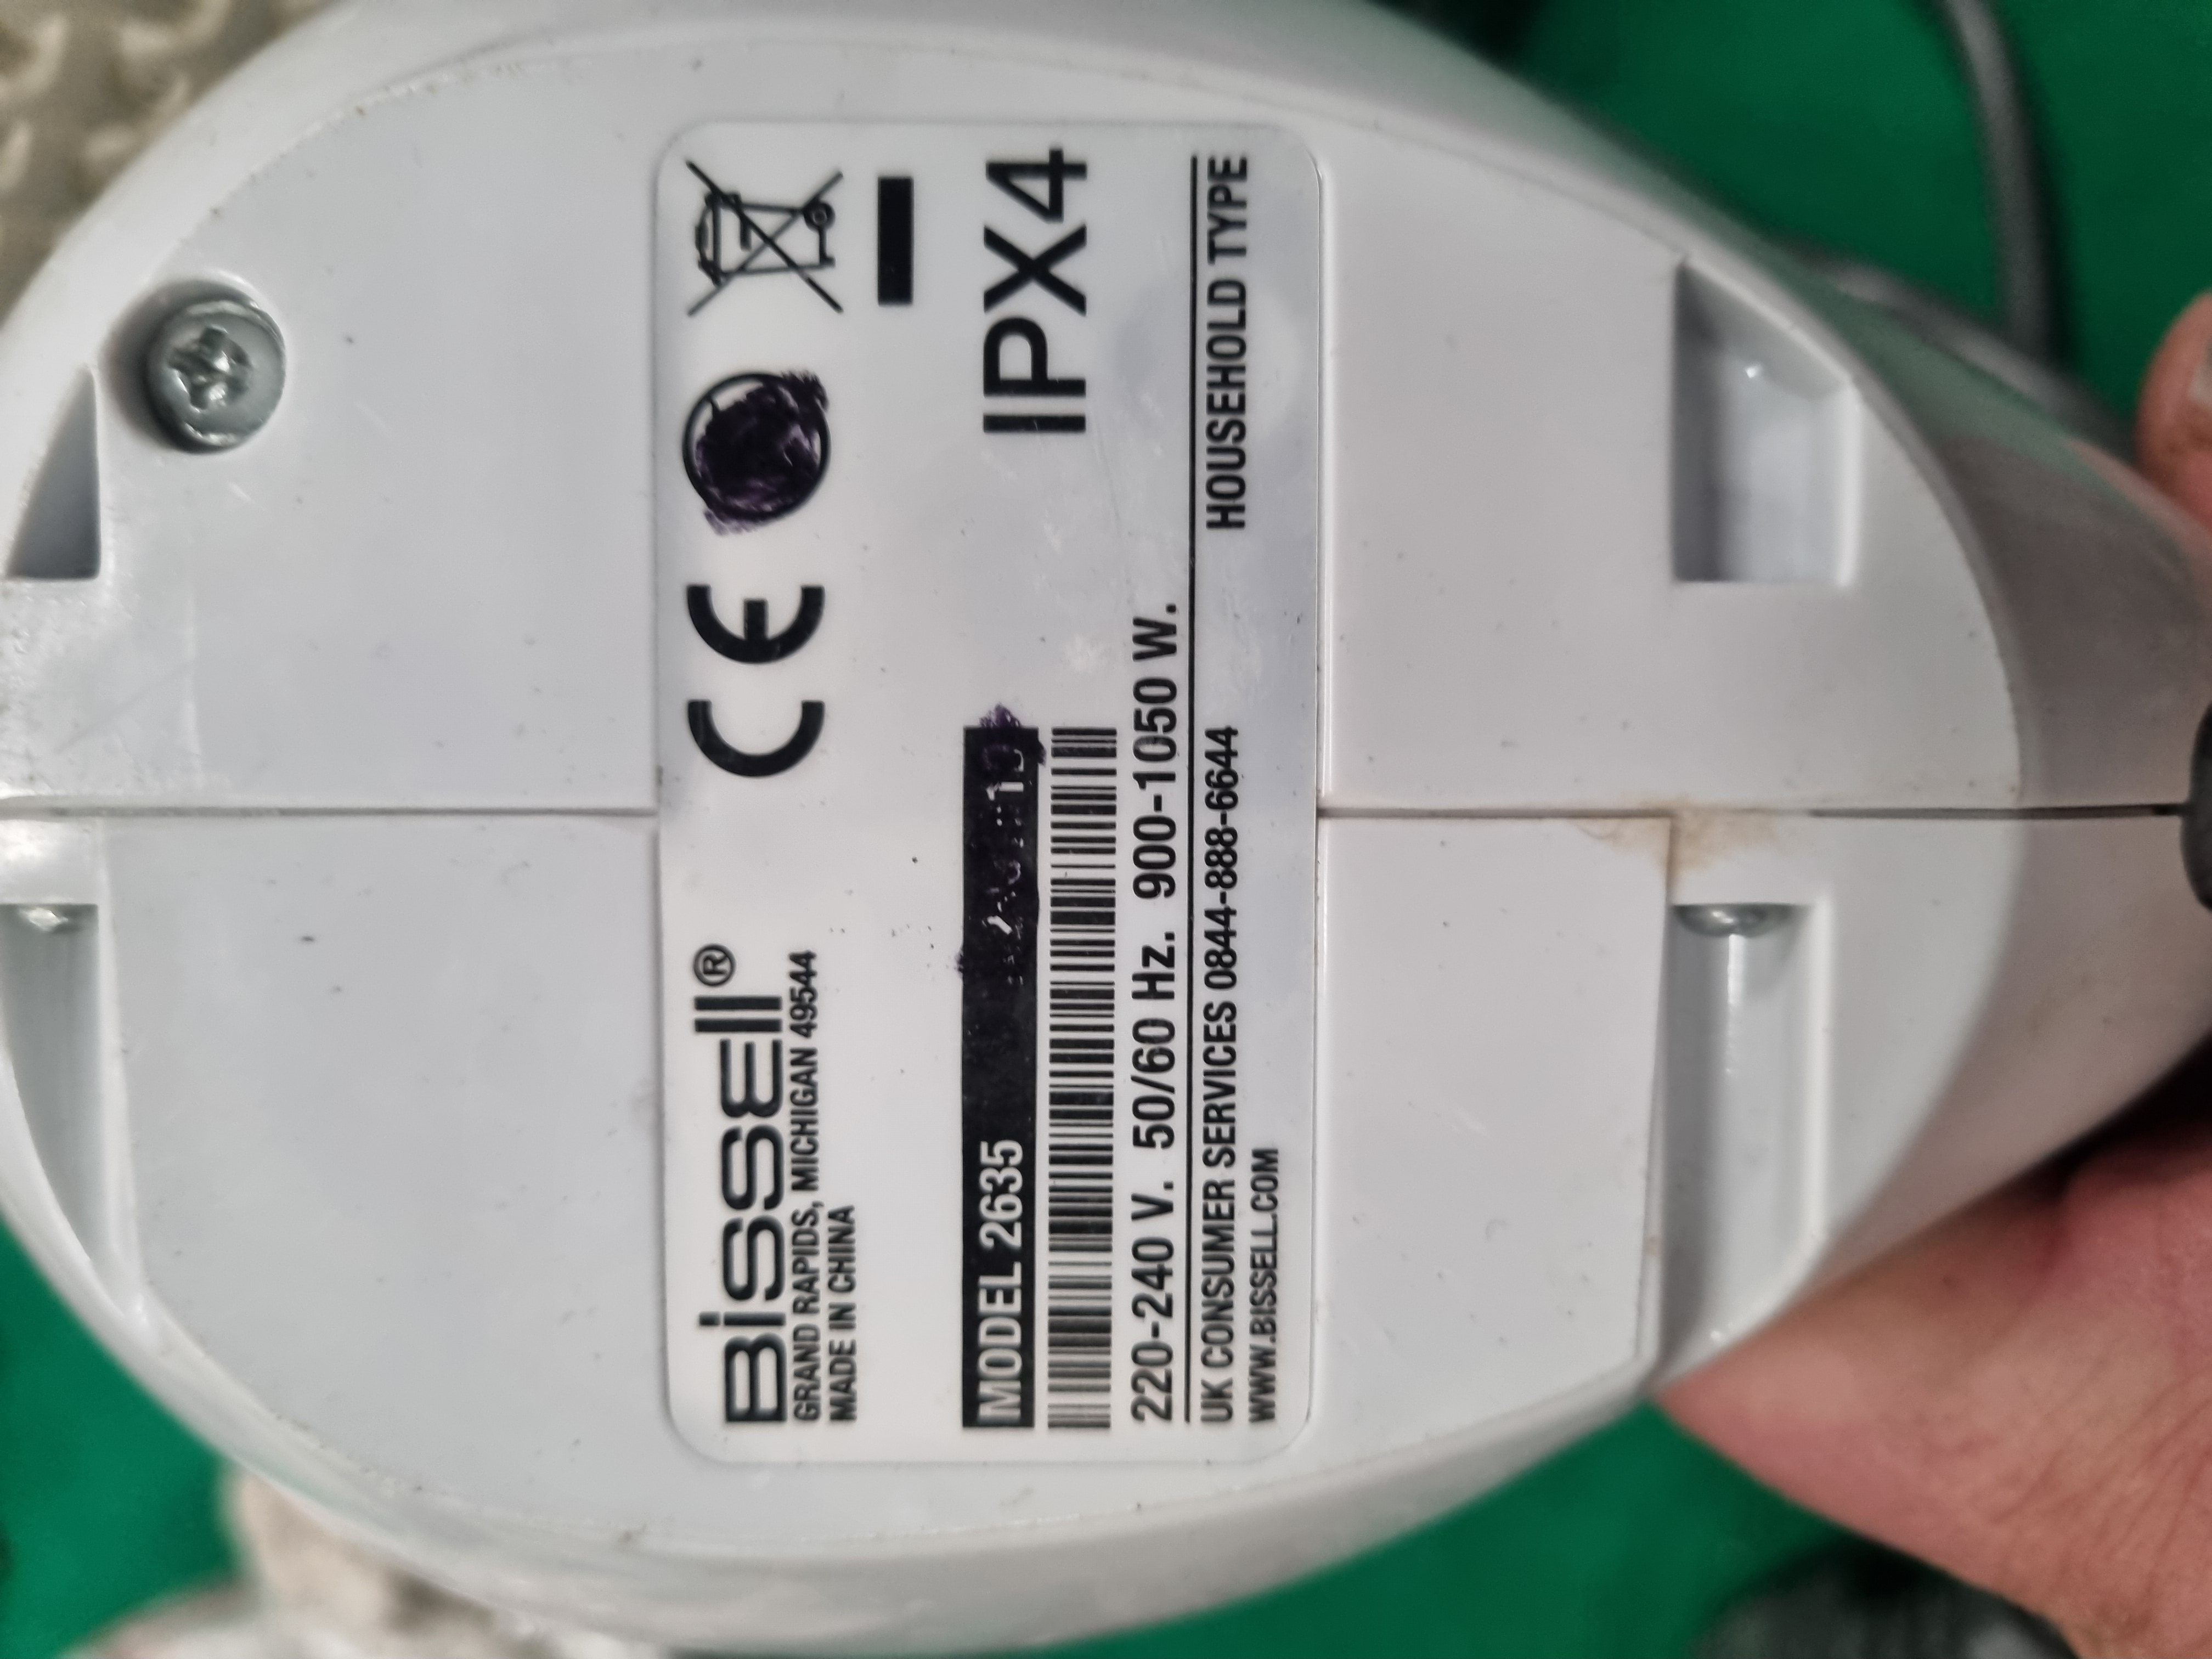 BISSELL®
GRAND RAPIDS, MICHIGAN 49544
MADE IN CHINA
CE
MODEL 2635
IPX4
220-240 V. 50/60 Hz. 900-1050 W.
UK CONSUMER SERVICES 0844-888-6644
HOUSEHOLD TYPE
WWW.BISSELL.COM